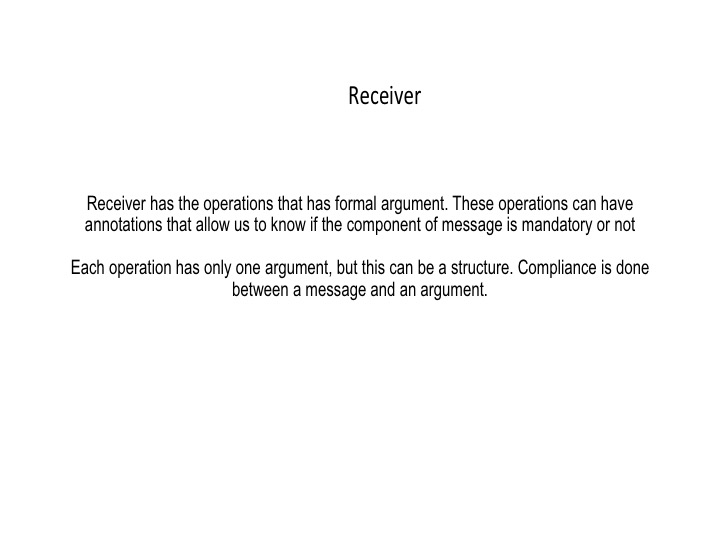 Receiver
Receiver has the operations that has formal argument. These operations can have
annotations that allow us to know if the component of message is mandatory or not
Each operation has only one argument, but this can be a structure. Compliance is done
between a message and an argument.